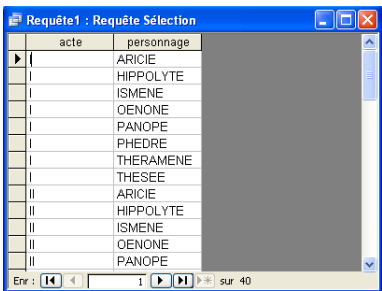 Requête1 : Requête Sélection
acte personnage
I ARICIE
I HIPPOLYTE
I ISMENE
I OENONE
I PANOPE
I PHEDRE
I THERAMENE
I THESEE
II ARICIE
II HIPPOLYTE
II ISMENE
II OENONE
II PANOPE
Enr : 1 sur 40